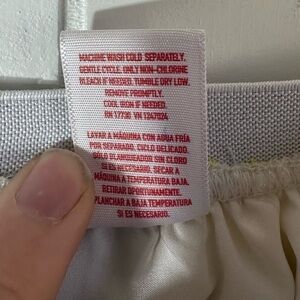 MACHINE WASH COLD SEPARATELY.
GENTLE CYCLE. ONLY NON-CHLORINE
BLEACH IF NEEDED. TUMBLE DRY LOW.
REMOVE PROMPTLY.
COOL IRON IF NEEDED.
RN 17730 VN 1247024
LAVAR A MÁQUINA CON AGUA FRÍA
POR SEPARADO. CICLO DELICADO.
SOLO BLANQUEADOR SIN CLORO
SI ES NECESARIO. SECAR A
MÁQUINA A TEMPERATURA BAJA.
RETIRAR OPORTUNAMENTE.
PLANCHAR A BAJA TEMPERATURA
SI ES NECESARIO.